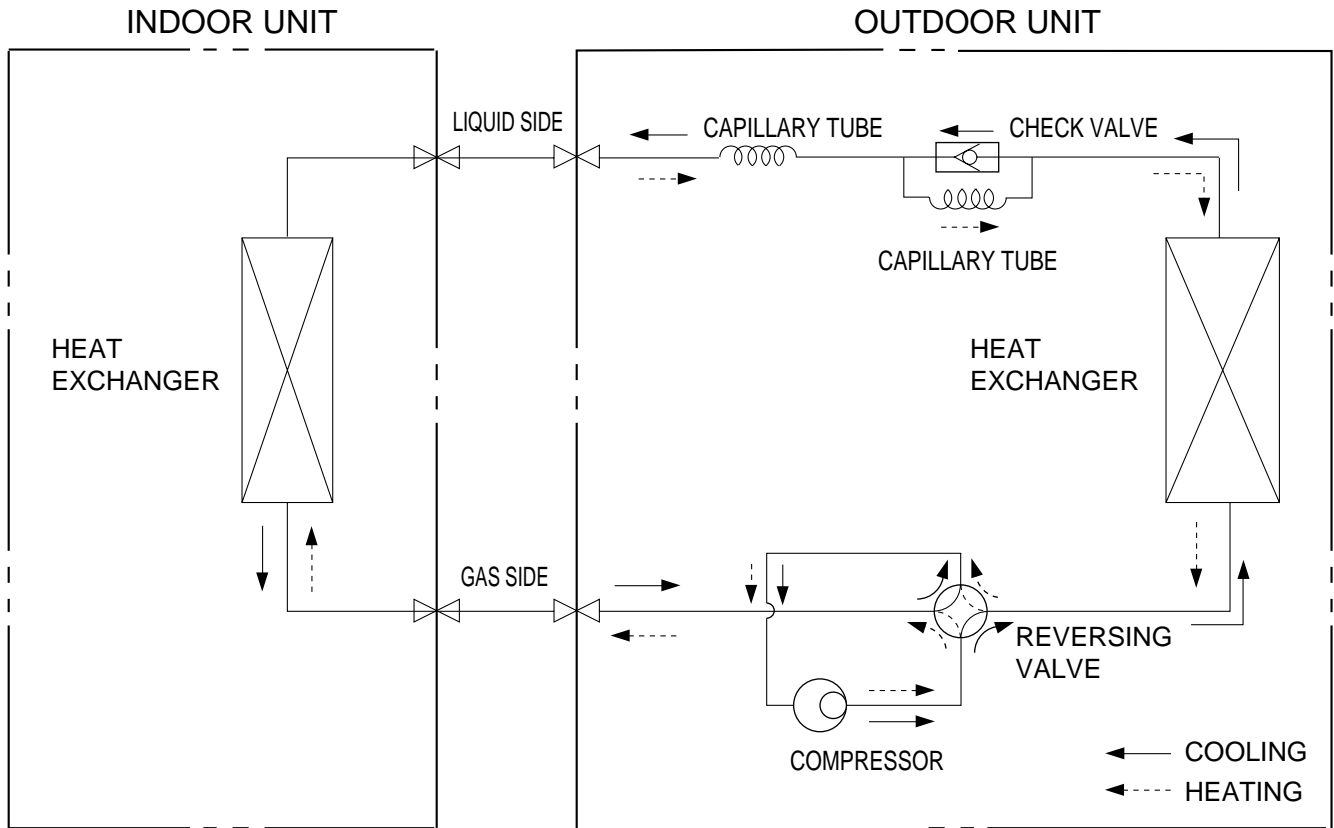 INDOOR UNIT
OUTDOOR UNIT
LIQUID SIDE
CAPILLARY TUBE
CHECK VALVE
CAPILLARY TUBE
HEAT
EXCHANGER
HEAT
EXCHANGER
GAS SIDE
REVERSING
VALVE
COMPRESSOR
COOLING
HEATING